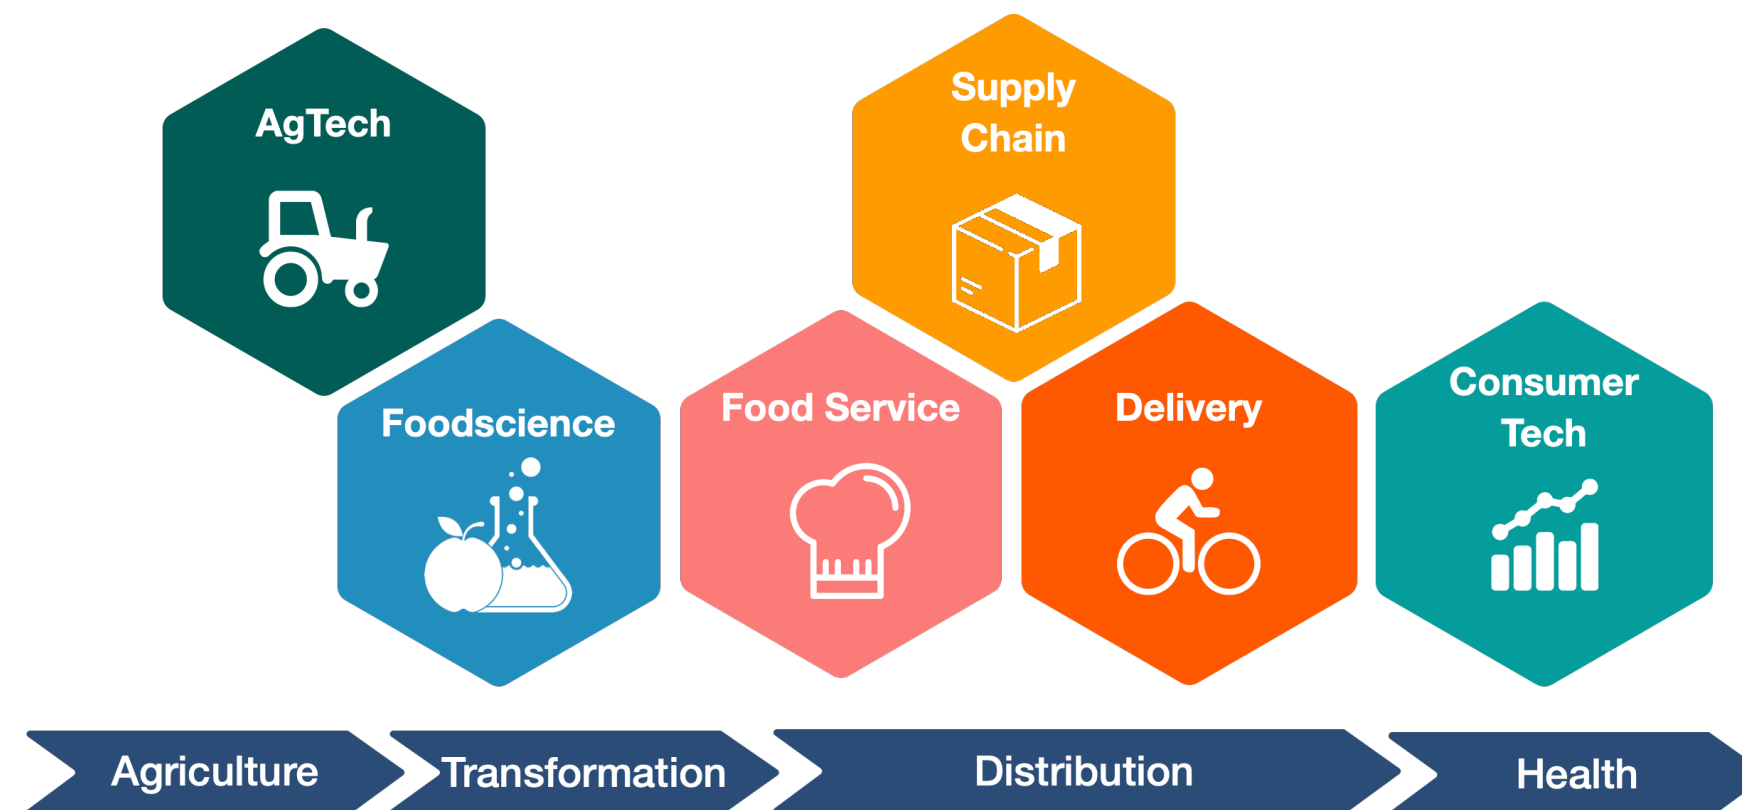 AgTech
Supply
Chain
Foodscience
Food Service
Delivery
Consumer
Tech
Agriculture
Transformation
Distribution
Health